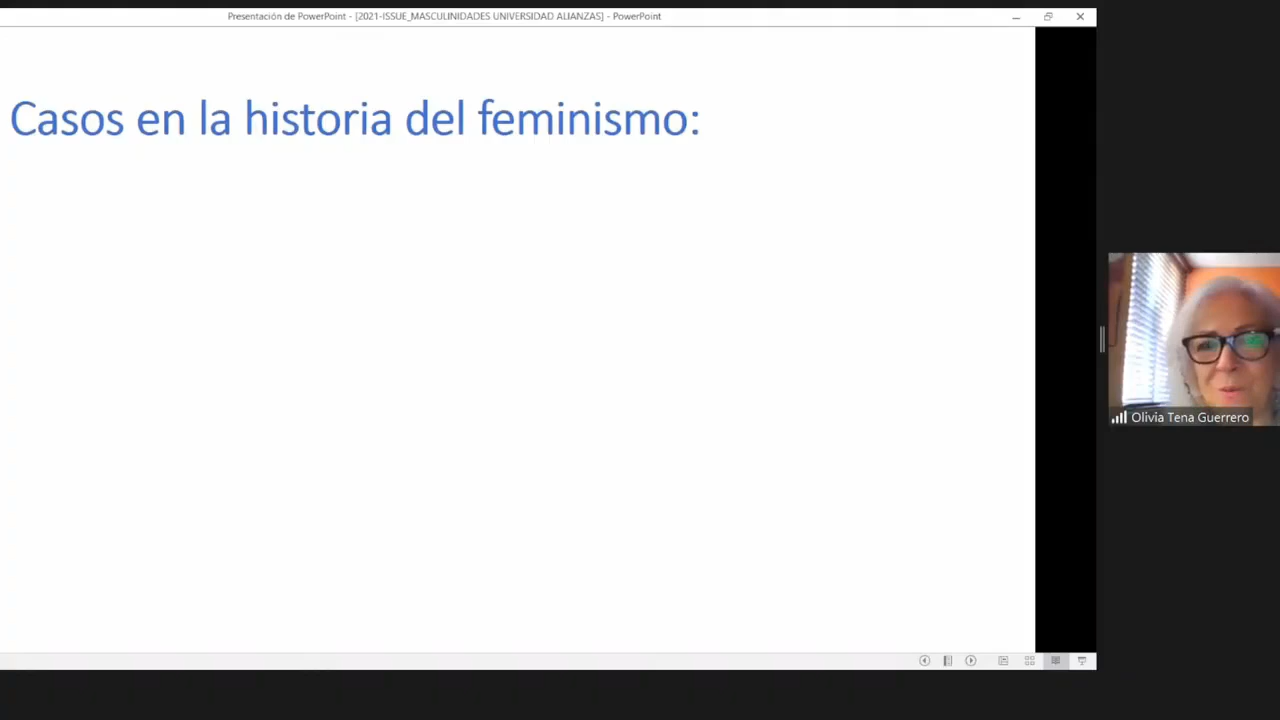 Presentación de PowerPoint - [2021-ISSUE_MASCULINIDADES UNIVERSIDAD ALIANZAS] - PowerPoint
Casos en la historia del feminismo:
Olivia Tena Guerrero